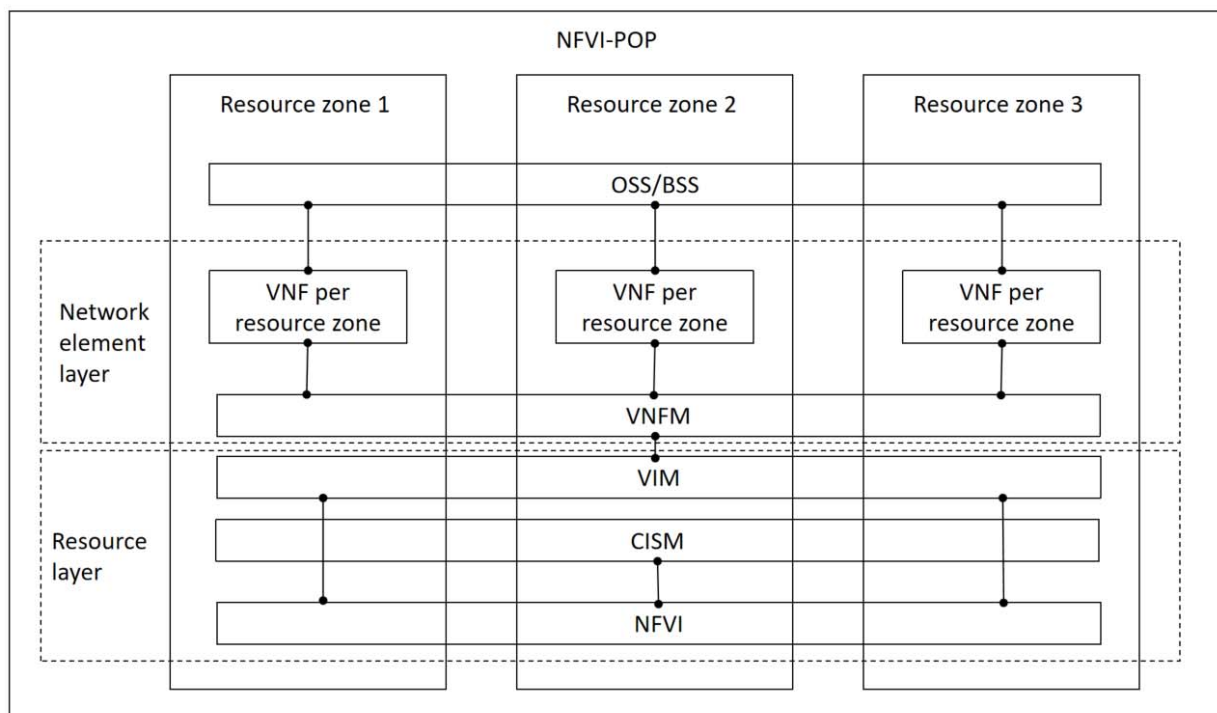 NFVI-POP
Resource zone 1
Resource zone 2
Resource zone 3
OSS/BSS
Network
element
layer
VNF per
resource zone
VNF per
resource zone
VNF per
resource zone
VNFM
Resource
layer
VIM
CISM
NFVI